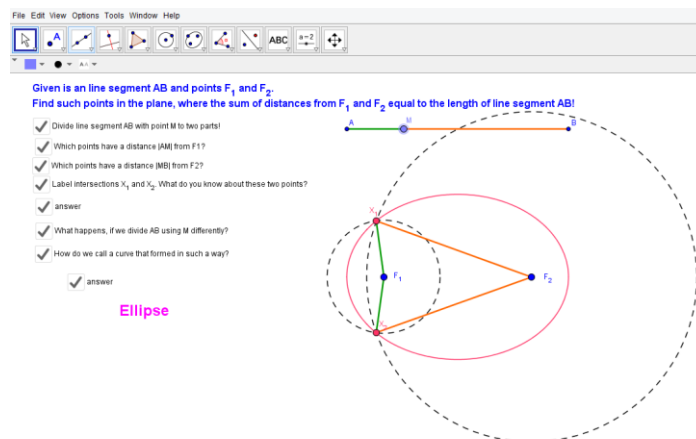 File Edit View Options Tools Window Help
A
ABC
a=2
AA
Given is an line segment AB and points F₁ and F₂.
Find such points in the plane, where the sum of distances from F₁ and F₂ equal to the length of line segment AB!
Divide line segment AB with point M to two parts!
Which points have a distance |AM| from F1?
Which points have a distance |MB| from F2?
Label intersections X₁ and X₂. What do you know about these two points?
answer
What happens, if we divide AB using M differently?
How do we call a curve that formed in such a way?
answer
Ellipse
A
M
B
X₁
F₁
F₂